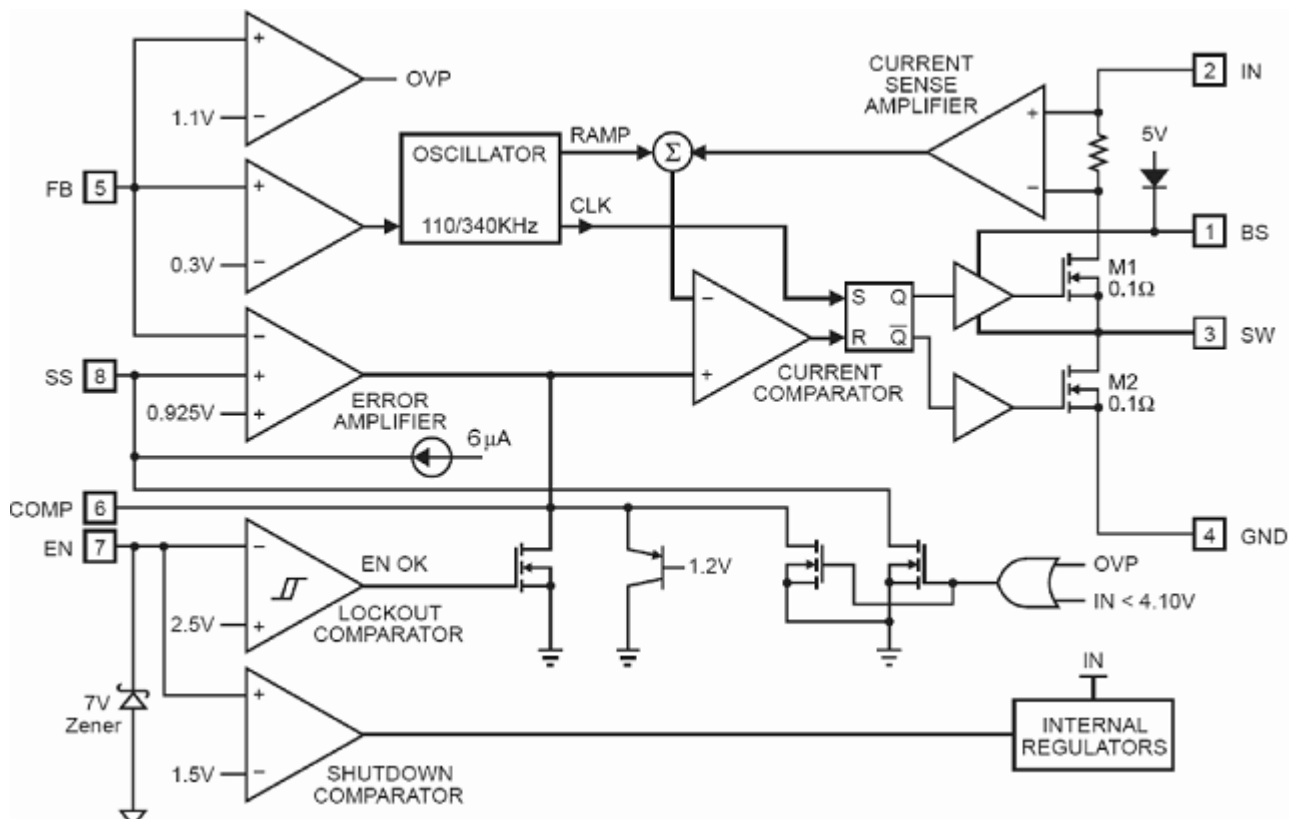 +
OVP
1.1V
−
CURRENT
SENSE
AMPLIFIER
2
IN
+
5V
OSCILLATOR
RAMP
Σ
FB
5
+
−
110/340KHz
CLK
1
BS
0.3V
−
M1
0.1Ω
−
S
Q
R
Q̅
3
SW
−
SS
8
+
+
CURRENT
COMPARATOR
M2
0.1Ω
0.925V
+
ERROR
AMPLIFIER
6μA
COMP
6
EN
7
−
4
GND
EN OK
1.2V
OVP
IN < 4.10V
LOCKOUT
COMPARATOR
2.5V
+
IN
7V
Zener
+
INTERNAL
REGULATORS
1.5V
−
SHUTDOWN
COMPARATOR